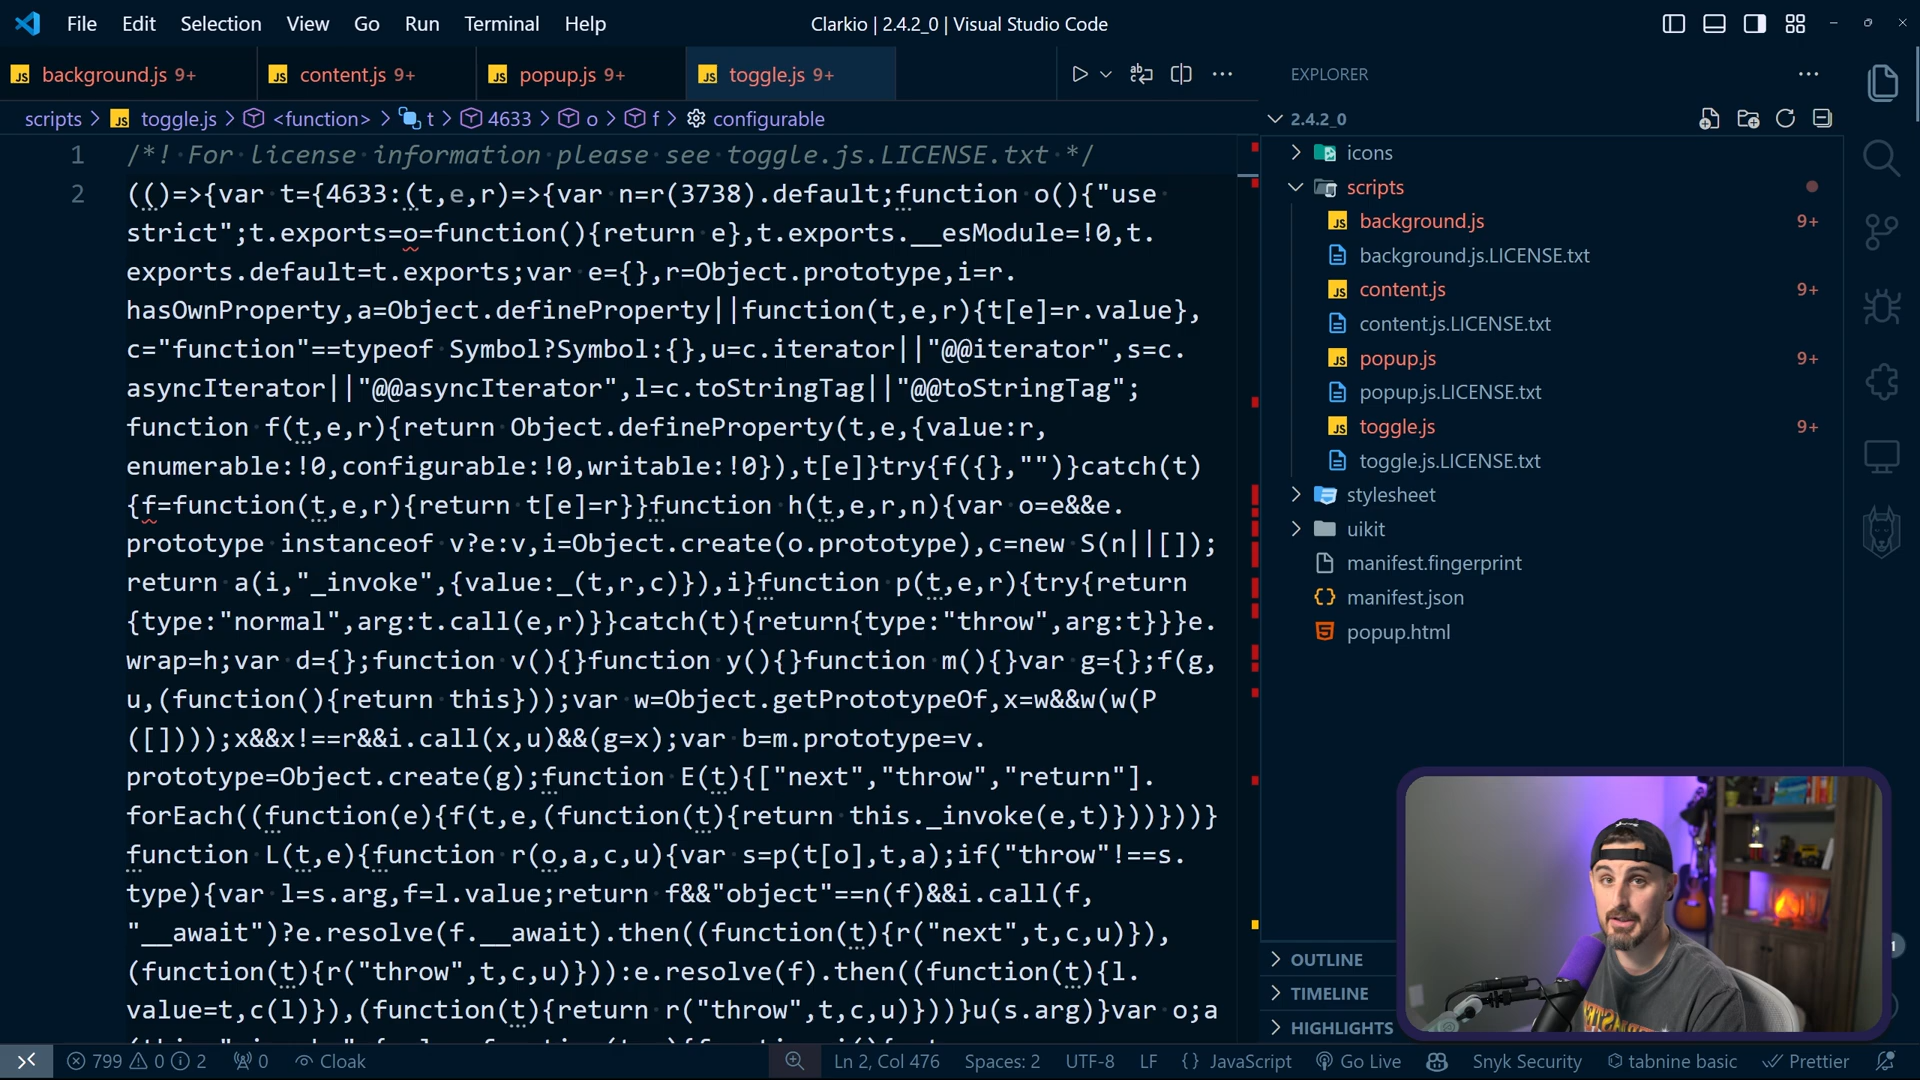 File Edit Selection View Go Run Terminal Help
Clarkio | 2.4.2_0 | Visual Studio Code
JS background.js 9+
JS content.js 9+
JS popup.js 9+
JS toggle.js 9+
scripts > JS toggle.js > <function> > t > 4633 > o > f > configurable
1 /*! For license information please see toggle.js.LICENSE.txt */
2 (()=>{var t={4633:(t,e,r)=>{var n=r(3738).default;function o(){"use
strict";t.exports=o=function(){return e},t.exports.__esModule=!0,t.
exports.default=t.exports;var e={},r=Object.prototype,i=r.
hasOwnProperty,a=Object.defineProperty||function(t,e,r){t[e]=r.value},
c="function"==typeof Symbol?Symbol:{},u=c.iterator||"@@iterator",s=c.
asyncIterator||"@@asyncIterator",l=c.toStringTag||"@@toStringTag";
function f(t,e,r){return Object.defineProperty(t,e,{value:r,
enumerable:!0,configurable:!0,writable:!0}),t[e]}try{f({},"")}catch(t)
{f=function(t,e,r){return t[e]=r}}function h(t,e,r,n){var o=e&&e.
prototype instanceof v?e:v,i=Object.create(o.prototype),c=new S(n||[]);
return a(i,"_invoke",{value:_(t,r,c)}),i}function p(t,e,r){try{return
{type:"normal",arg:t.call(e,r)}}catch(t){return{type:"throw",arg:t}}}e.
wrap=h;var d={};function v(){}function y(){}function m(){}var g={};f(g,
u,(function(){return this}));var w=Object.getPrototypeOf,x=w&&w(w(P
([])));x&&x!==r&&i.call(x,u)&&(g=x);var b=m.prototype=v.
prototype=Object.create(g);function E(t){["next","throw","return"].
forEach((function(e){f(t,e,(function(t){return this._invoke(e,t)}))}))}
function L(t,e){function r(o,a,c,u){var s=p(t[o],t,a);if("throw"!==s.
type){var l=s.arg,f=l.value;return f&&"object"==n(f)&&i.call(f,
"__await")?e.resolve(f.__await).then((function(t){r("next",t,c,u)}),
(function(t){r("throw",t,c,u)})):e.resolve(f).then((function(t){l.
value=t,c(l)}),(function(t){return r("throw",t,c,u)}))}u(s.arg)}var o;a
EXPLORER
2.4.2_0
icons
scripts
JS background.js 9+
background.js.LICENSE.txt
JS content.js 9+
content.js.LICENSE.txt
JS popup.js 9+
popup.js.LICENSE.txt
JS toggle.js 9+
toggle.js.LICENSE.txt
stylesheet
uikit
manifest.fingerprint
{} manifest.json
popup.html
OUTLINE
TIMELINE
HIGHLIGHTS
799 0 2 0 Cloak Ln 2, Col 476 Spaces: 2 UTF-8 LF {} JavaScript Go Live Snyk Security tabnine basic Prettier